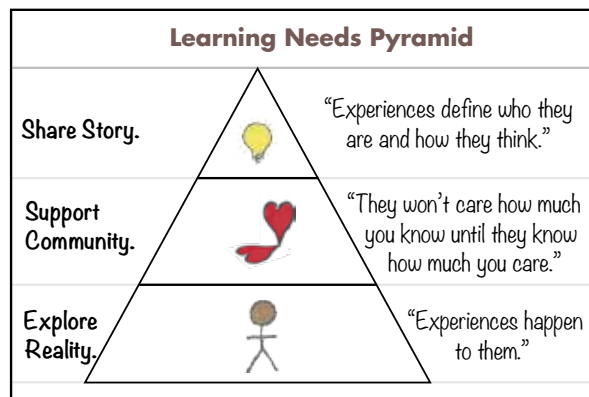 Learning Needs Pyramid
Share Story.
“Experiences define who they
are and how they think.”
Support
Community.
“They won’t care how much
you know until they know
how much you care.”
Explore
Reality.
“Experiences happen
to them.”